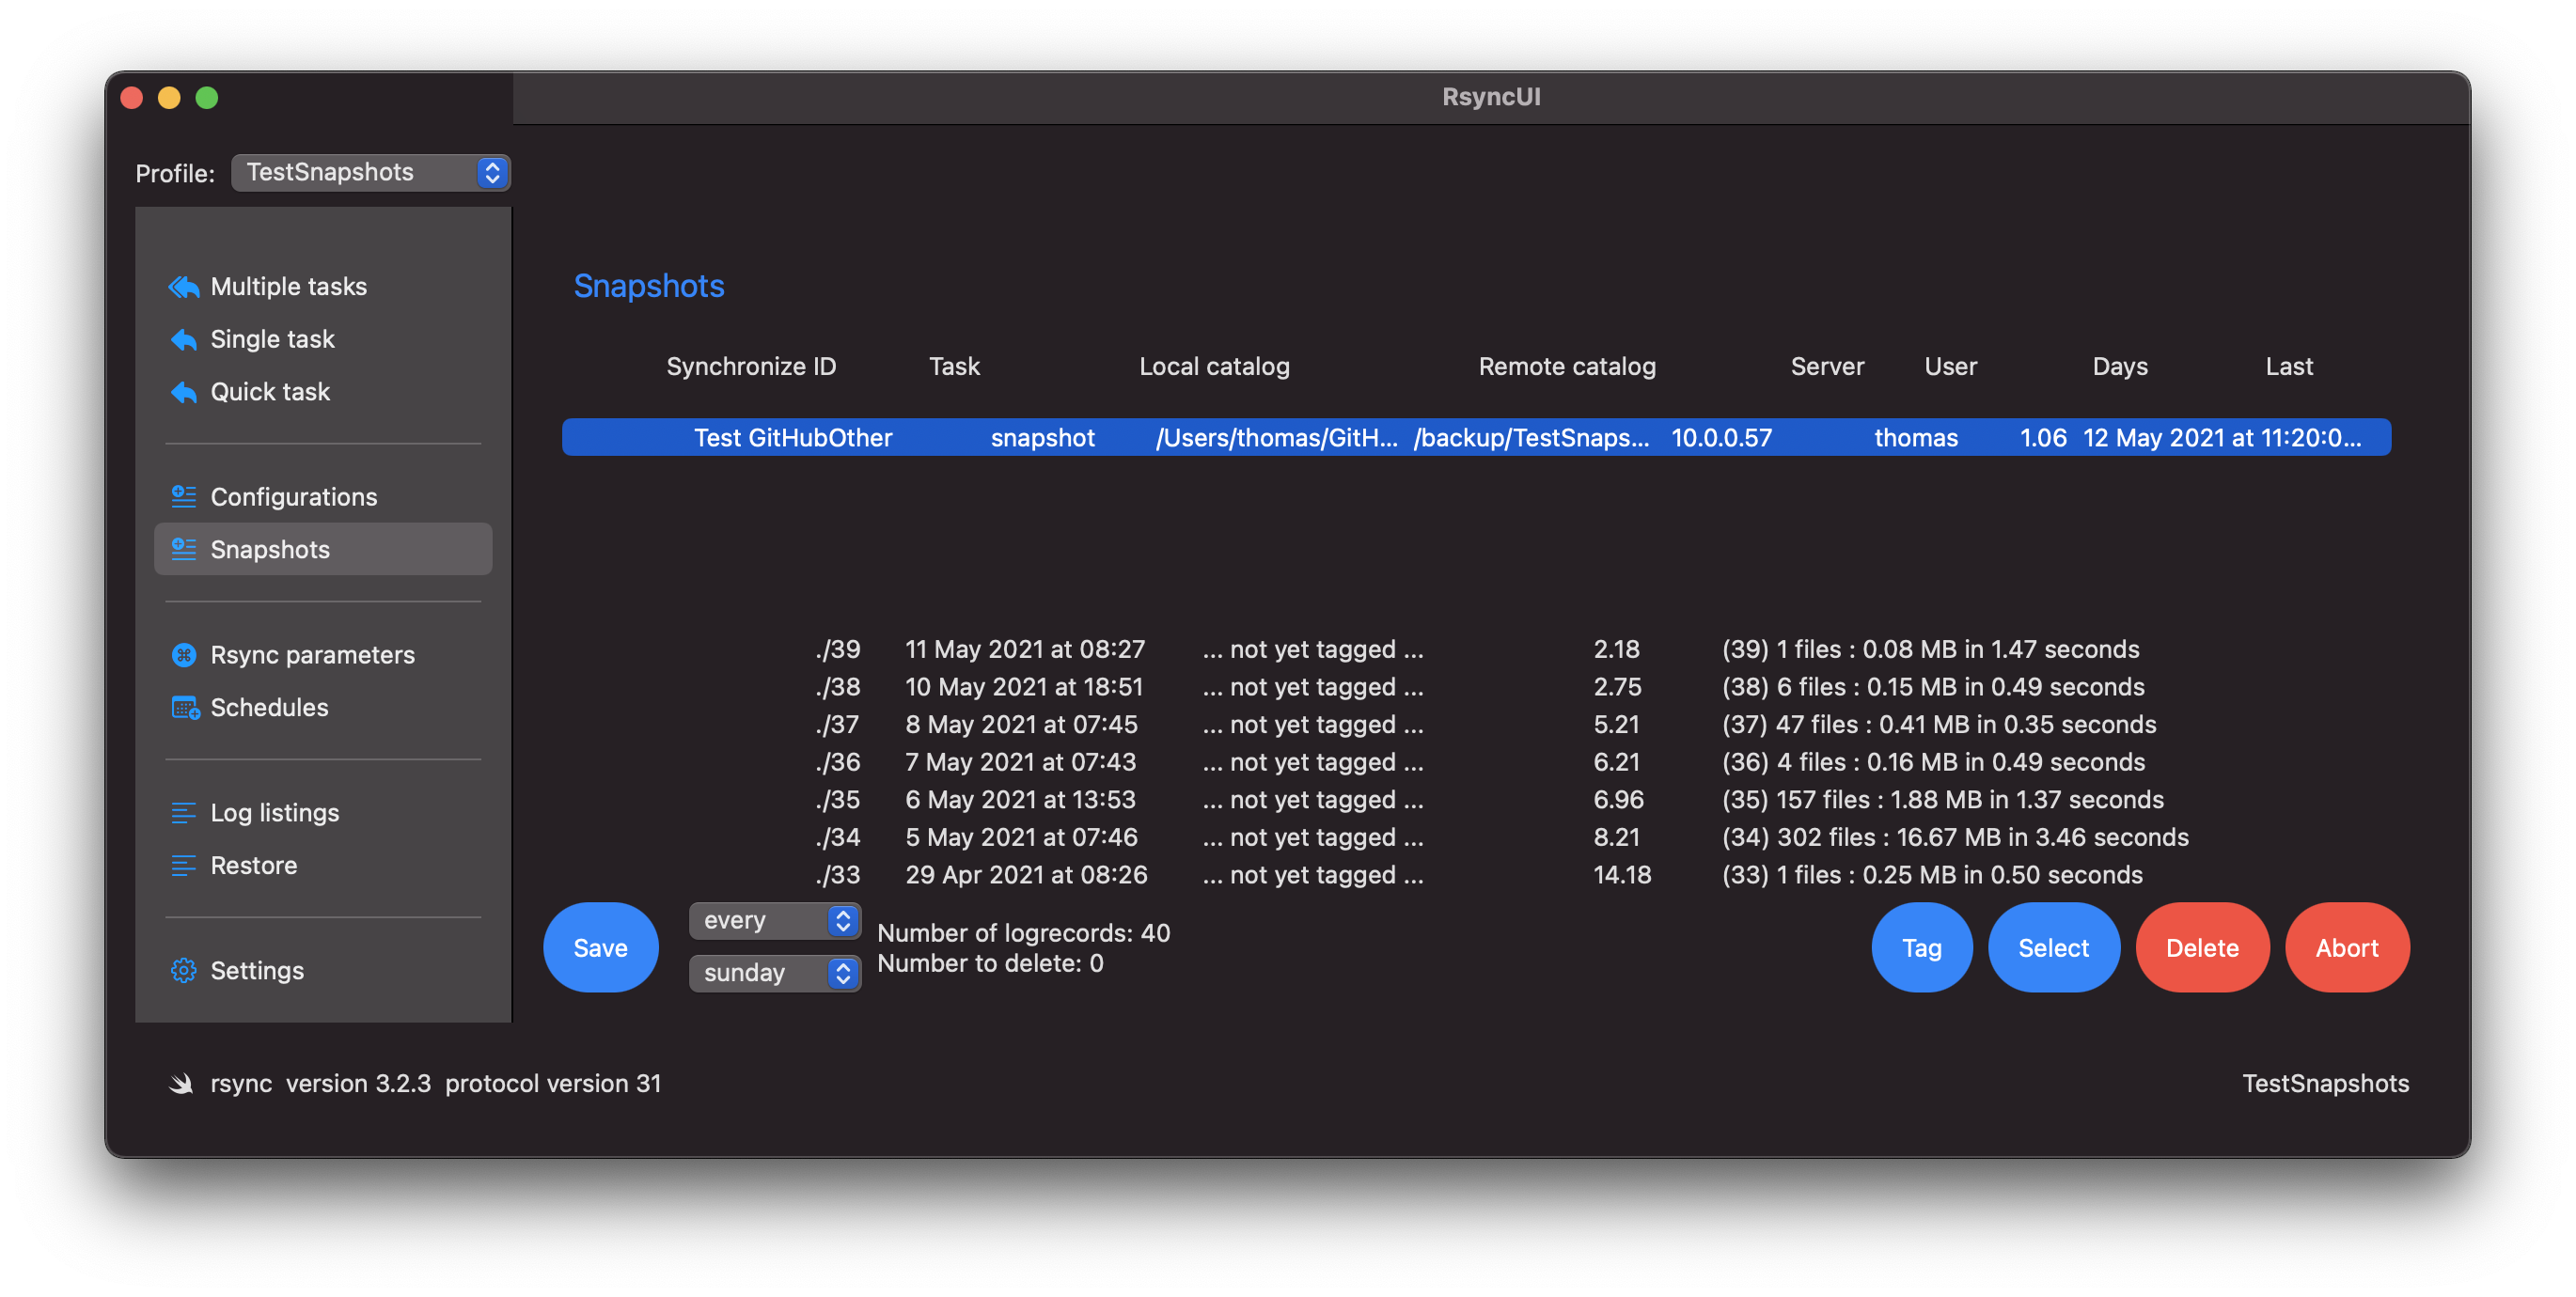 RsyncUI
Profile: TestSnapshots
Multiple tasks
Single task
Quick task
Configurations
Snapshots
Rsync parameters
Schedules
Log listings
Restore
Settings
Snapshots
Synchronize ID Task Local catalog Remote catalog Server User Days Last
Test GitHubOther snapshot /Users/thomas/GitH... /backup/TestSnaps... 10.0.0.57 thomas 1.06 12 May 2021 at 11:20:0...
./39 11 May 2021 at 08:27 ... not yet tagged ... 2.18 (39) 1 files : 0.08 MB in 1.47 seconds
./38 10 May 2021 at 18:51 ... not yet tagged ... 2.75 (38) 6 files : 0.15 MB in 0.49 seconds
./37 8 May 2021 at 07:45 ... not yet tagged ... 5.21 (37) 47 files : 0.41 MB in 0.35 seconds
./36 7 May 2021 at 07:43 ... not yet tagged ... 6.21 (36) 4 files : 0.16 MB in 0.49 seconds
./35 6 May 2021 at 13:53 ... not yet tagged ... 6.96 (35) 157 files : 1.88 MB in 1.37 seconds
./34 5 May 2021 at 07:46 ... not yet tagged ... 8.21 (34) 302 files : 16.67 MB in 3.46 seconds
./33 29 Apr 2021 at 08:26 ... not yet tagged ... 14.18 (33) 1 files : 0.25 MB in 0.50 seconds
Save
every
sunday
Number of logrecords: 40
Number to delete: 0
Tag Select Delete Abort
rsync version 3.2.3 protocol version 31
TestSnapshots